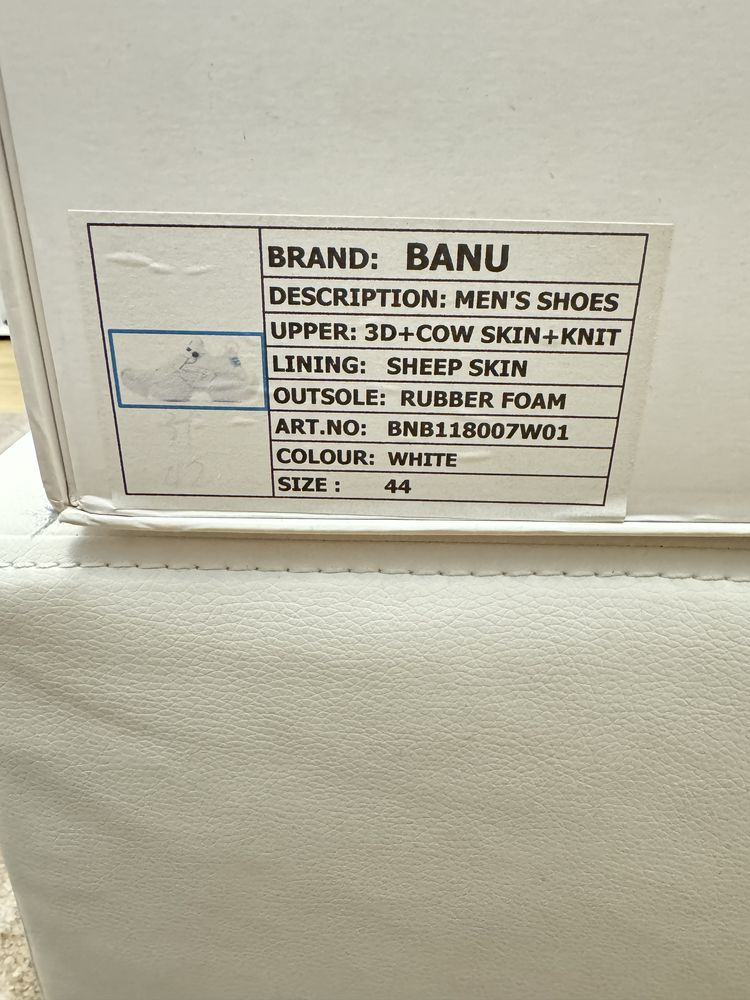 BRAND: BANU
DESCRIPTION: MEN'S SHOES
UPPER: 3D+COW SKIN+KNIT
LINING: SHEEP SKIN
OUTSOLE: RUBBER FOAM
ART.NO: BNB118007W01
COLOUR: WHITE
SIZE : 44